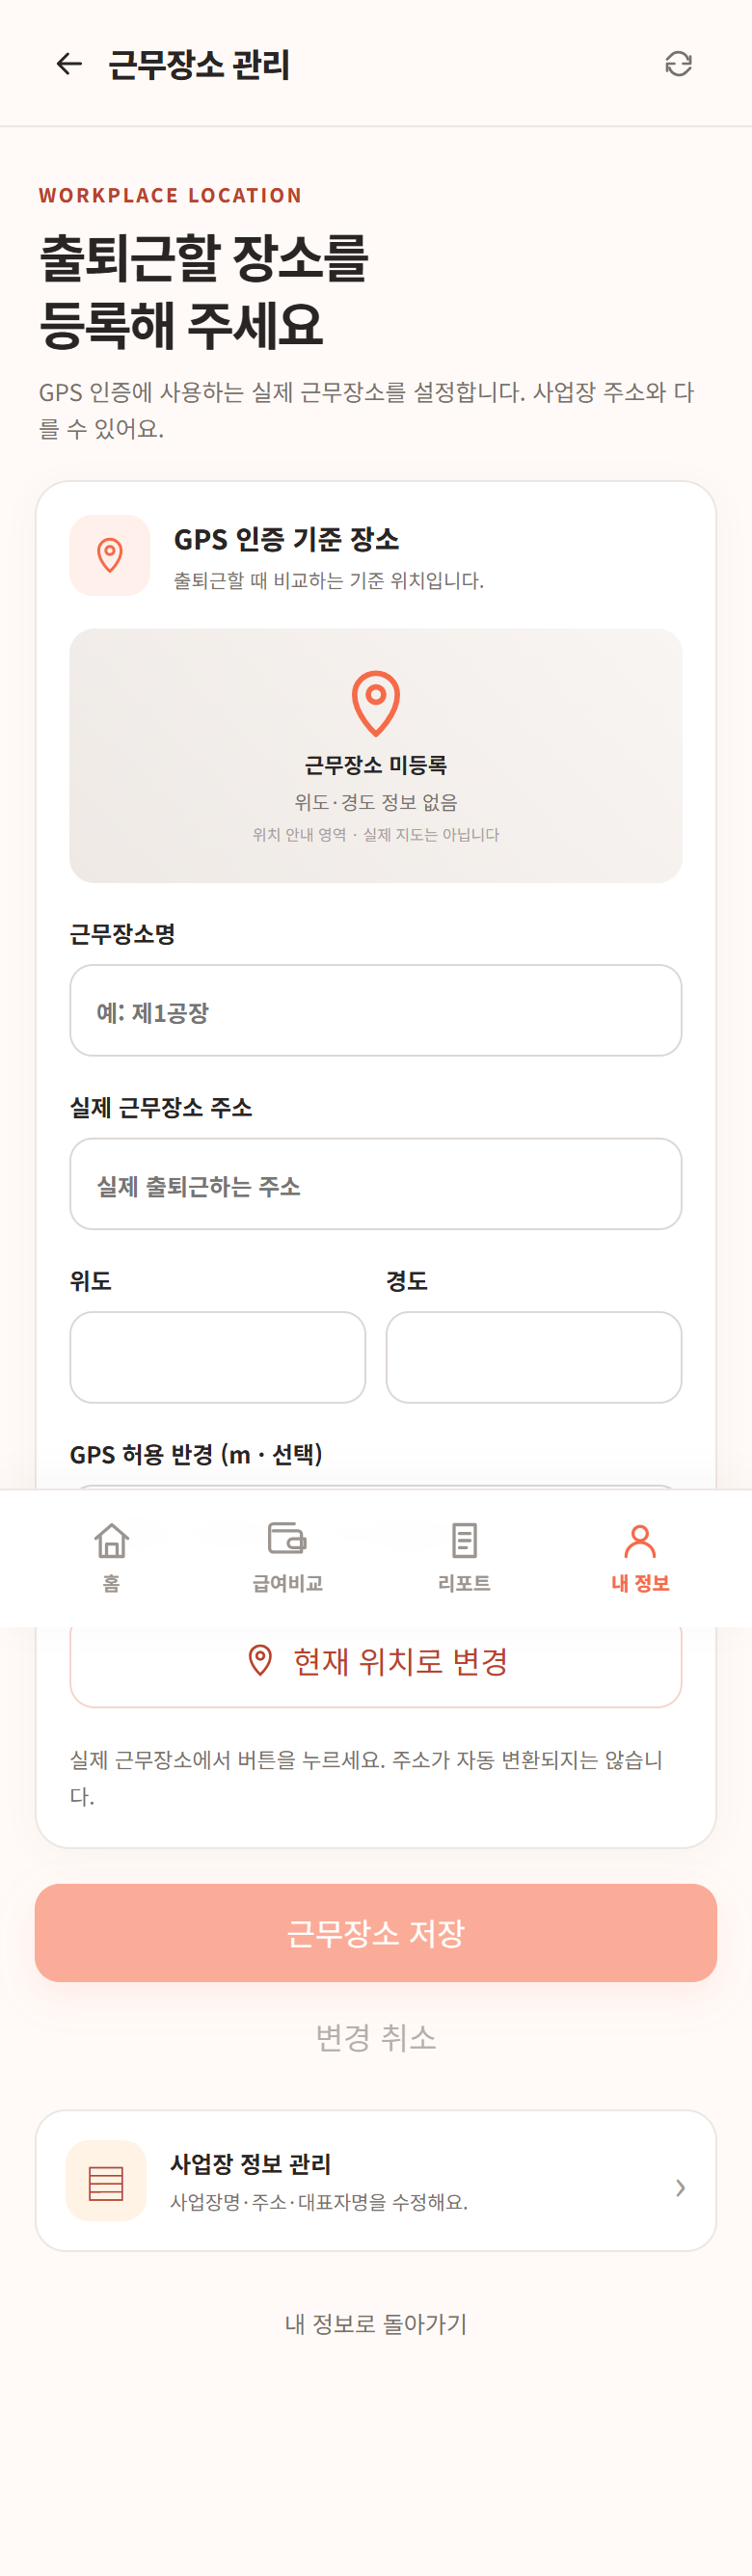 근무장소 관리
WORKPLACE LOCATION
출퇴근할 장소를
등록해 주세요
GPS 인증에 사용하는 실제 근무장소를 설정합니다. 사업장 주소와 다
를 수 있어요.
GPS 인증 기준 장소
출퇴근할 때 비교하는 기준 위치입니다.
근무장소 미등록
위도·경도 정보 없음
위치 안내 영역 · 실제 지도는 아닙니다
근무장소명
예: 제1공장
실제 근무장소 주소
실제 출퇴근하는 주소
위도 경도
GPS 허용 반경 (m · 선택)
홈 급여비교 리포트 내 정보
현재 위치로 변경
실제 근무장소에서 버튼을 누르세요. 주소가 자동 변환되지는 않습니
다.
근무장소 저장
변경 취소
사업장 정보 관리
사업장명·주소·대표자명을 수정해요.
내 정보로 돌아가기